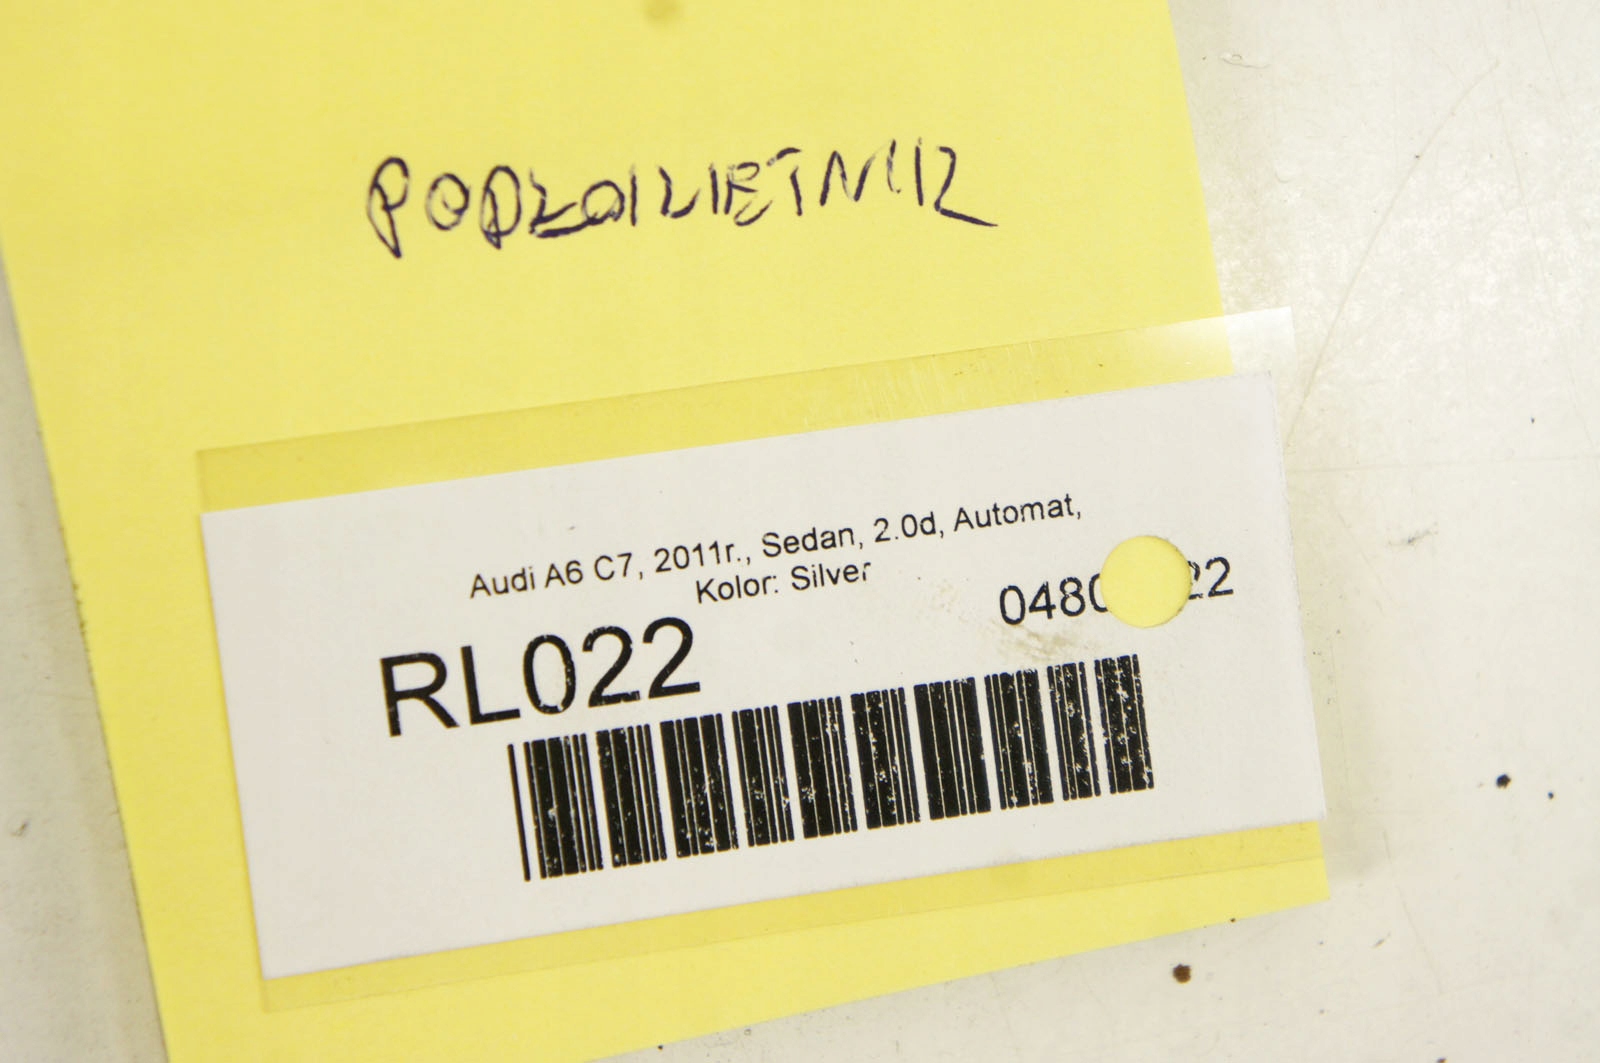 PODŁOKIETNIK
Audi A6 C7, 2011r., Sedan, 2.0d, Automat,
Kolor: Silver
RL022